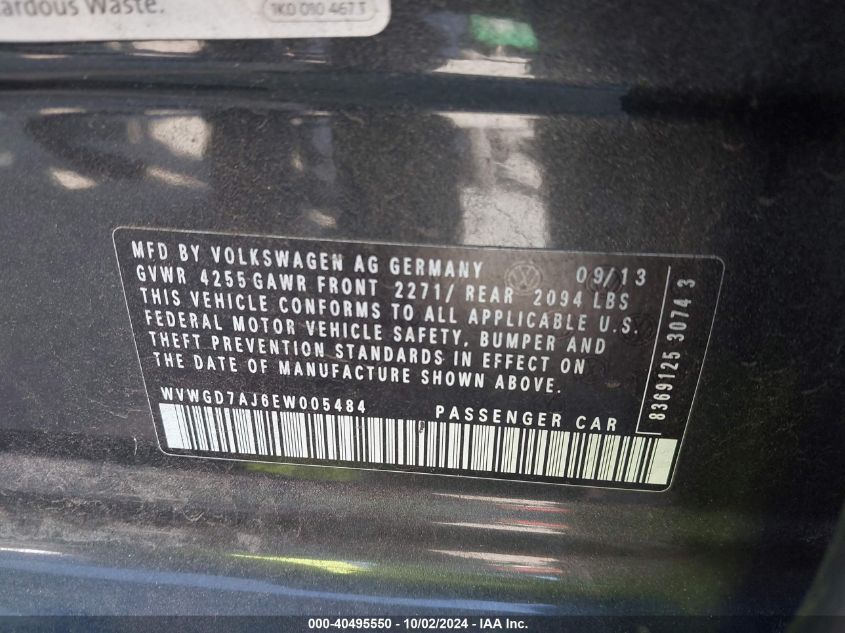 ardous Waste.
1K0 010 467 T
MFD BY VOLKSWAGEN AG GERMANY 09/13
GVWR 4255 GAWR FRONT 2271/ REAR 2094 LBS
THIS VEHICLE CONFORMS TO ALL APPLICABLE U.S.
FEDERAL MOTOR VEHICLE SAFETY, BUMPER AND
THEFT PREVENTION STANDARDS IN EFFECT ON
THE DATE OF MANUFACTURE SHOWN ABOVE.
WVWGD7AJ6EW005484 PASSENGER CAR
8369125 3074 3
000-40495550 - 10/02/2024 - IAA Inc.